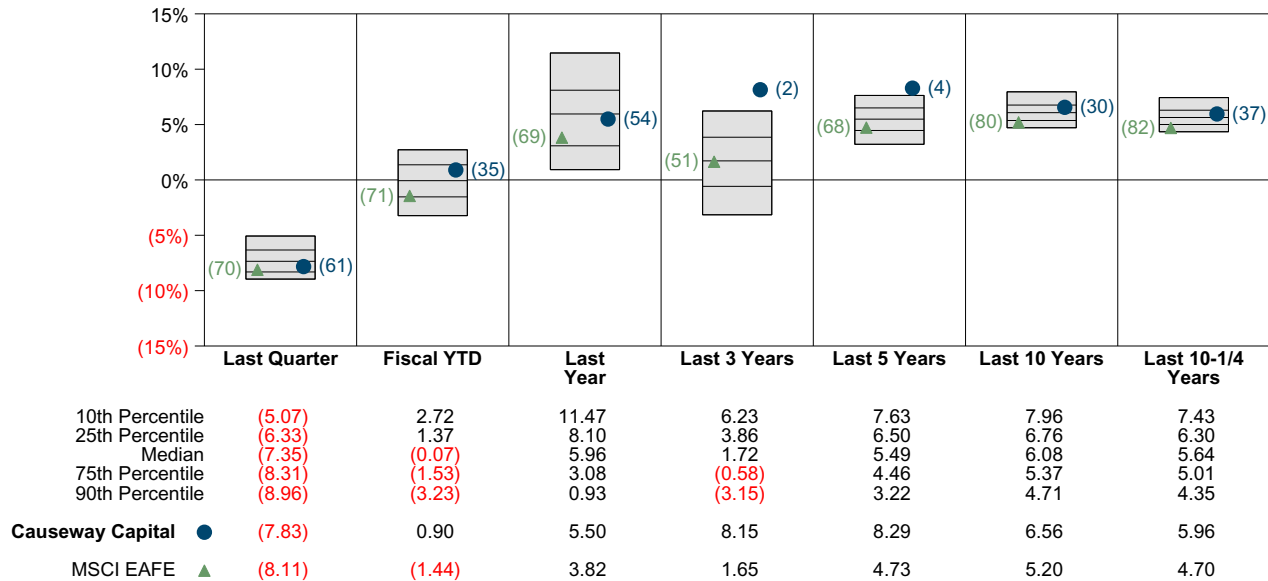 15%
10%
5%
0%
(5%)
(10%)
(15%)
(70) (61)
(71) (35)
(69) (54)
(51) (2)
(68) (4)
(80) (30)
(82) (37)
Last Quarter Fiscal YTD Last Last 3 Years Last 5 Years Last 10 Years Last 10-1/4
Year Years
10th Percentile (5.07) 2.72 11.47 6.23 7.63 7.96 7.43
25th Percentile (6.33) 1.37 8.10 3.86 6.50 6.76 6.30
Median (7.35) (0.07) 5.96 1.72 5.49 6.08 5.64
75th Percentile (8.31) (1.53) 3.08 (0.58) 4.46 5.37 5.01
90th Percentile (8.96) (3.23) 0.93 (3.15) 3.22 4.71 4.35
Causeway Capital (7.83) 0.90 5.50 8.15 8.29 6.56 5.96
MSCI EAFE (8.11) (1.44) 3.82 1.65 4.73 5.20 4.70